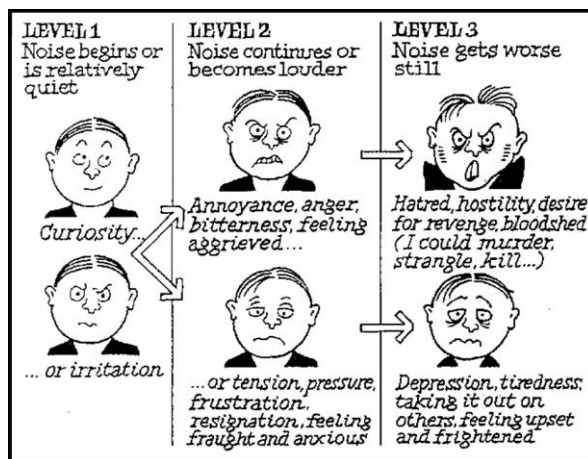 LEVEL 1
Noise begins or
is relatively
quiet
Curiosity...
... or irritation
LEVEL 2
Noise continues or
becomes louder
Annoyance, anger,
bitterness, feeling
aggrieved...
...or tension, pressure,
frustration,
resignation, feeling
fraught and anxious
LEVEL 3
Noise gets worse
still
Hatred, hostility, desire
for revenge, bloodshed
(I could murder,
strangle, kill...)
Depression, tiredness,
taking it out on
others, feeling upset
and frightened